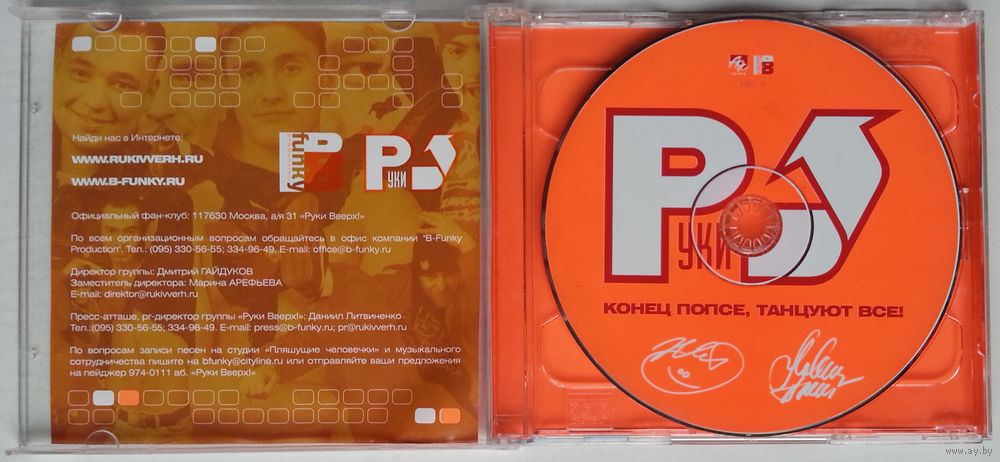 Найди нас в Интернете:
WWW.RUKIVVERH.RU
WWW.B-FUNKY.RU
funky
РУКИ
Официальный фан-клуб: 117630 Москва, а/я 31 «Руки Вверх!»
По всем организационным вопросам обращайтесь в офис компании "B-Funky
Production". Тел.: (095) 330-56-55; 334-96-49. E-mail: office@b-funky.ru
Директор группы: Дмитрий ГАЙДУКОВ
Заместитель директора: Марина АРЕФЬЕВА
E-mail: direktor@rukivverh.ru
Пресс-атташе, pr-директор группы «Руки Вверх!»: Даниил Литвиненко
Тел.:(095) 330-56-55; 334-96-49. E-mail: press@b-funky.ru; pr@rukivverh.ru
По вопросам записи песен на студии «Пляшущие человечки» и музыкального
сотрудничества пишите на bfunky@cityline.ru или отправляйте ваши предложения
на пейджер 974-0111 аб. «Руки Вверх!»
РУКИ
КОНЕЦ ПОПСЕ, ТАНЦУЮТ ВСЕ!
www.ay.by